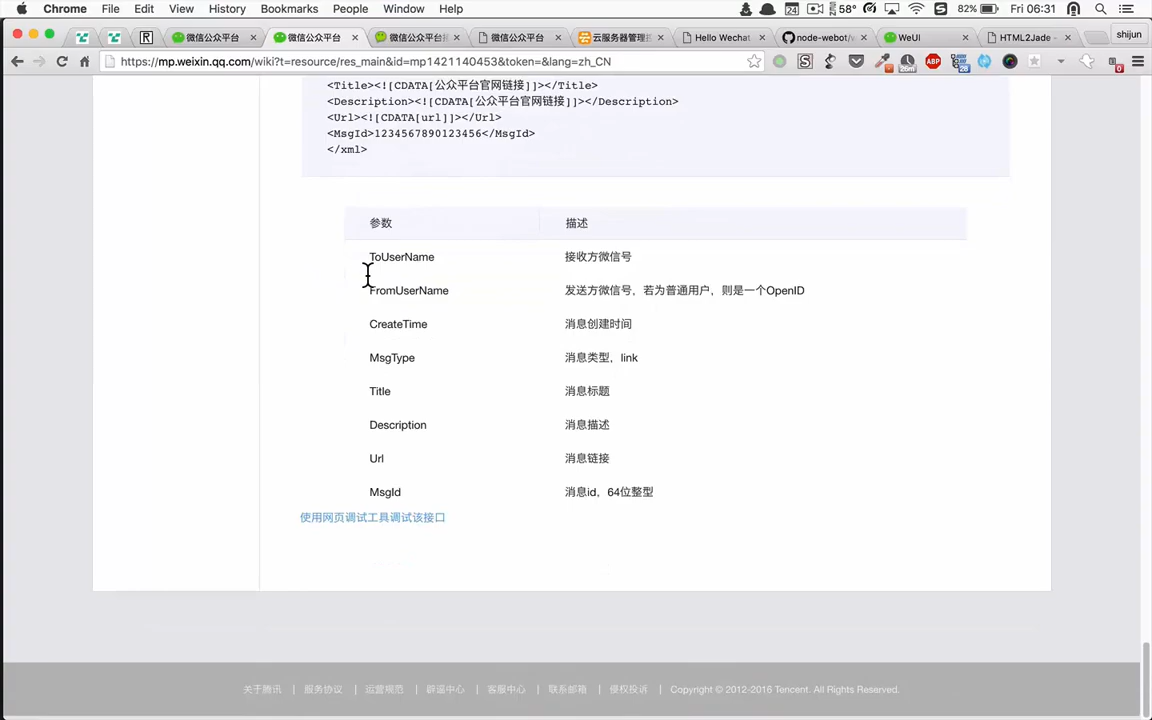 Chrome File Edit View History Bookmarks People Window Help 58° 82% Fri 06:31
微信公众平台 微信公众平台 微信公众平台 微信公众平台 云服务器管理 Hello Wechat node-webot/ WeUI HTML2Jade - shijun
https://mp.weixin.qq.com/wiki?t=resource/res_main&id=mp1421140453&token=&lang=zh_CN
<Title><![CDATA[公众平台官网链接]]></Title>
<Description><![CDATA[公众平台官网链接]]></Description>
<Url><![CDATA[url]]></Url>
<MsgId>1234567890123456</MsgId>
</xml>
参数 描述
ToUserName 接收方微信号
FromUserName 发送方微信号，若为普通用户，则是一个OpenID
CreateTime 消息创建时间
MsgType 消息类型，link
Title 消息标题
Description 消息描述
Url 消息链接
MsgId 消息id，64位整型
使用网页调试工具调试该接口
关于腾讯 | 服务协议 | 运营规范 | 辟谣中心 | 客服中心 | 联系邮箱 | 侵权投诉 | Copyright © 2012-2016 Tencent. All Rights Reserved.